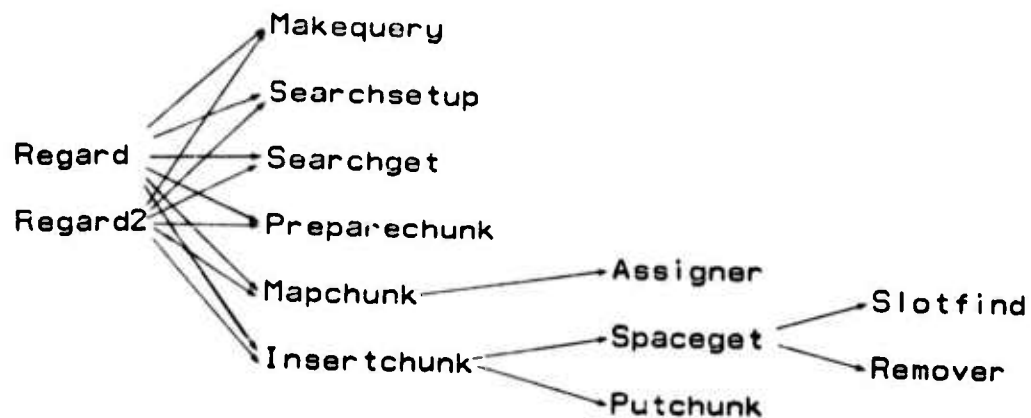 Makequery
Searchsetup
Regard
Searchget
Regard2
Preparechunk
Mapchunk
Assigner
Slotfind
Insertchunk
Spaceget
Remover
Putchunk